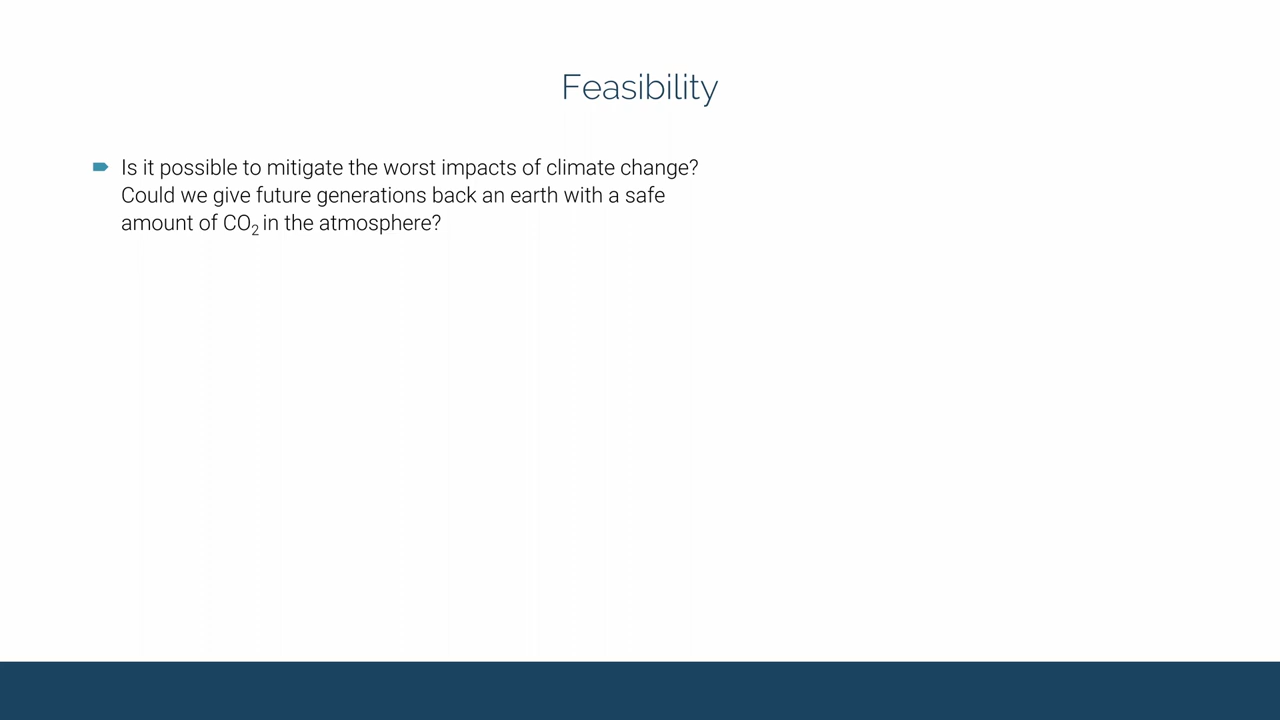 Feasibility
Is it possible to mitigate the worst impacts of climate change?
Could we give future generations back an earth with a safe
amount of CO₂ in the atmosphere?